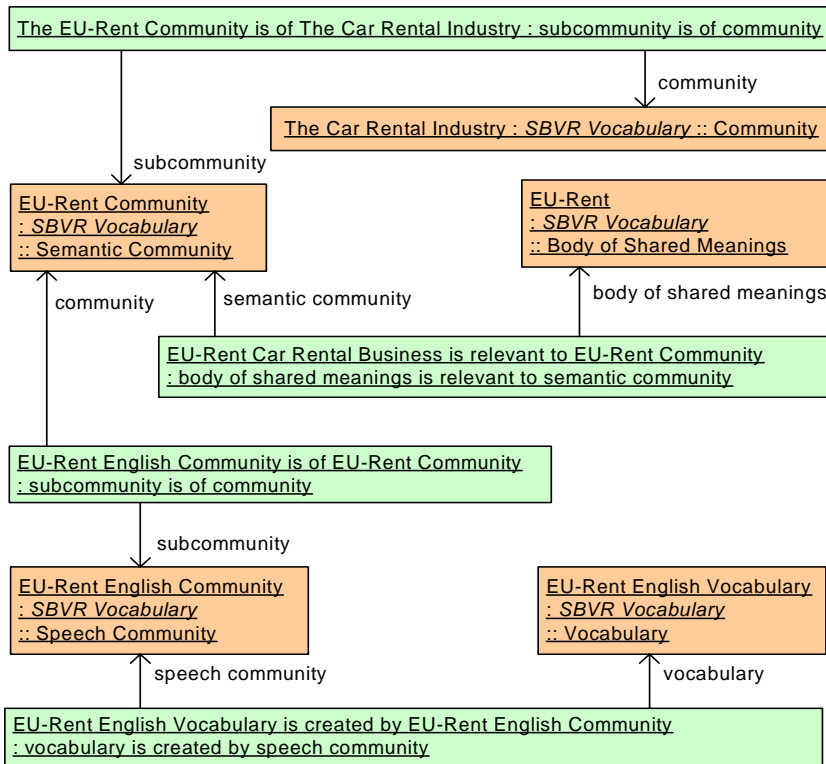 The EU-Rent Community is of The Car Rental Industry : subcommunity is of community
community
The Car Rental Industry : SBVR Vocabulary :: Community
subcommunity
EU-Rent Community
: SBVR Vocabulary
:: Semantic Community
EU-Rent
: SBVR Vocabulary
:: Body of Shared Meanings
community
semantic community
body of shared meanings
EU-Rent Car Rental Business is relevant to EU-Rent Community
: body of shared meanings is relevant to semantic community
EU-Rent English Community is of EU-Rent Community
: subcommunity is of community
subcommunity
EU-Rent English Community
: SBVR Vocabulary
:: Speech Community
EU-Rent English Vocabulary
: SBVR Vocabulary
:: Vocabulary
speech community
vocabulary
EU-Rent English Vocabulary is created by EU-Rent English Community
: vocabulary is created by speech community